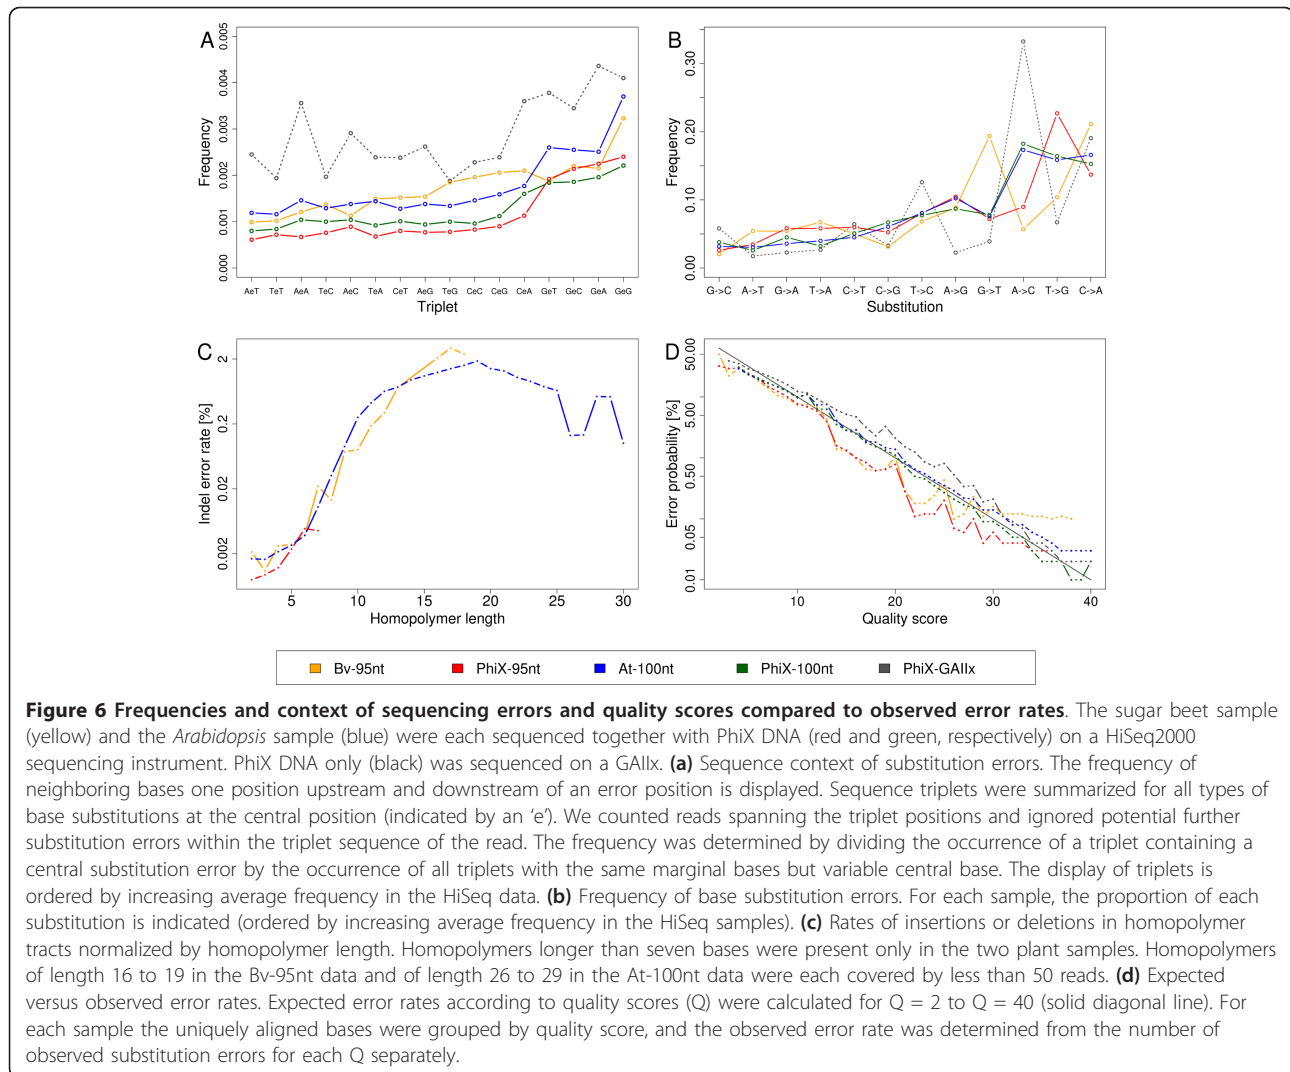 A
Frequency
0.005
0.004
0.003
0.002
0.001
0.000
AeT TeT AeA TeC AeC TeA CeT AeG TeG CeC CeG CeA GeT GeC GeA GeG
Triplet
B
Frequency
0.30
0.20
0.10
0.00
G->C A->T G->A T->A C->T C->G T->C A->G G->T A->C T->G C->A
Substitution
C
Indel error rate [%]
2
0.2
0.02
0.002
5 10 15 20 25 30
Homopolymer length
D
Error probability [%]
50.00
5.00
0.50
0.05
0.01
10 20 30 40
Quality score
Bv-95nt PhiX-95nt At-100nt PhiX-100nt PhiX-GAIIx
Figure 6 Frequencies and context of sequencing errors and quality scores compared to observed error rates. The sugar beet sample
(yellow) and the Arabidopsis sample (blue) were each sequenced together with PhiX DNA (red and green, respectively) on a HiSeq2000
sequencing instrument. PhiX DNA only (black) was sequenced on a GAIIx. (a) Sequence context of substitution errors. The frequency of
neighboring bases one position upstream and downstream of an error position is displayed. Sequence triplets were summarized for all types of
base substitutions at the central position (indicated by an ‘e’). We counted reads spanning the triplet positions and ignored potential further
substitution errors within the triplet sequence of the read. The frequency was determined by dividing the occurrence of a triplet containing a
central substitution error by the occurrence of all triplets with the same marginal bases but variable central base. The display of triplets is
ordered by increasing average frequency in the HiSeq data. (b) Frequency of base substitution errors. For each sample, the proportion of each
substitution is indicated (ordered by increasing average frequency in the HiSeq samples). (c) Rates of insertions or deletions in homopolymer
tracts normalized by homopolymer length. Homopolymers longer than seven bases were present only in the two plant samples. Homopolymers
of length 16 to 19 in the Bv-95nt data and of length 26 to 29 in the At-100nt data were each covered by less than 50 reads. (d) Expected
versus observed error rates. Expected error rates according to quality scores (Q) were calculated for Q = 2 to Q = 40 (solid diagonal line). For
each sample the uniquely aligned bases were grouped by quality score, and the observed error rate was determined from the number of
observed substitution errors for each Q separately.